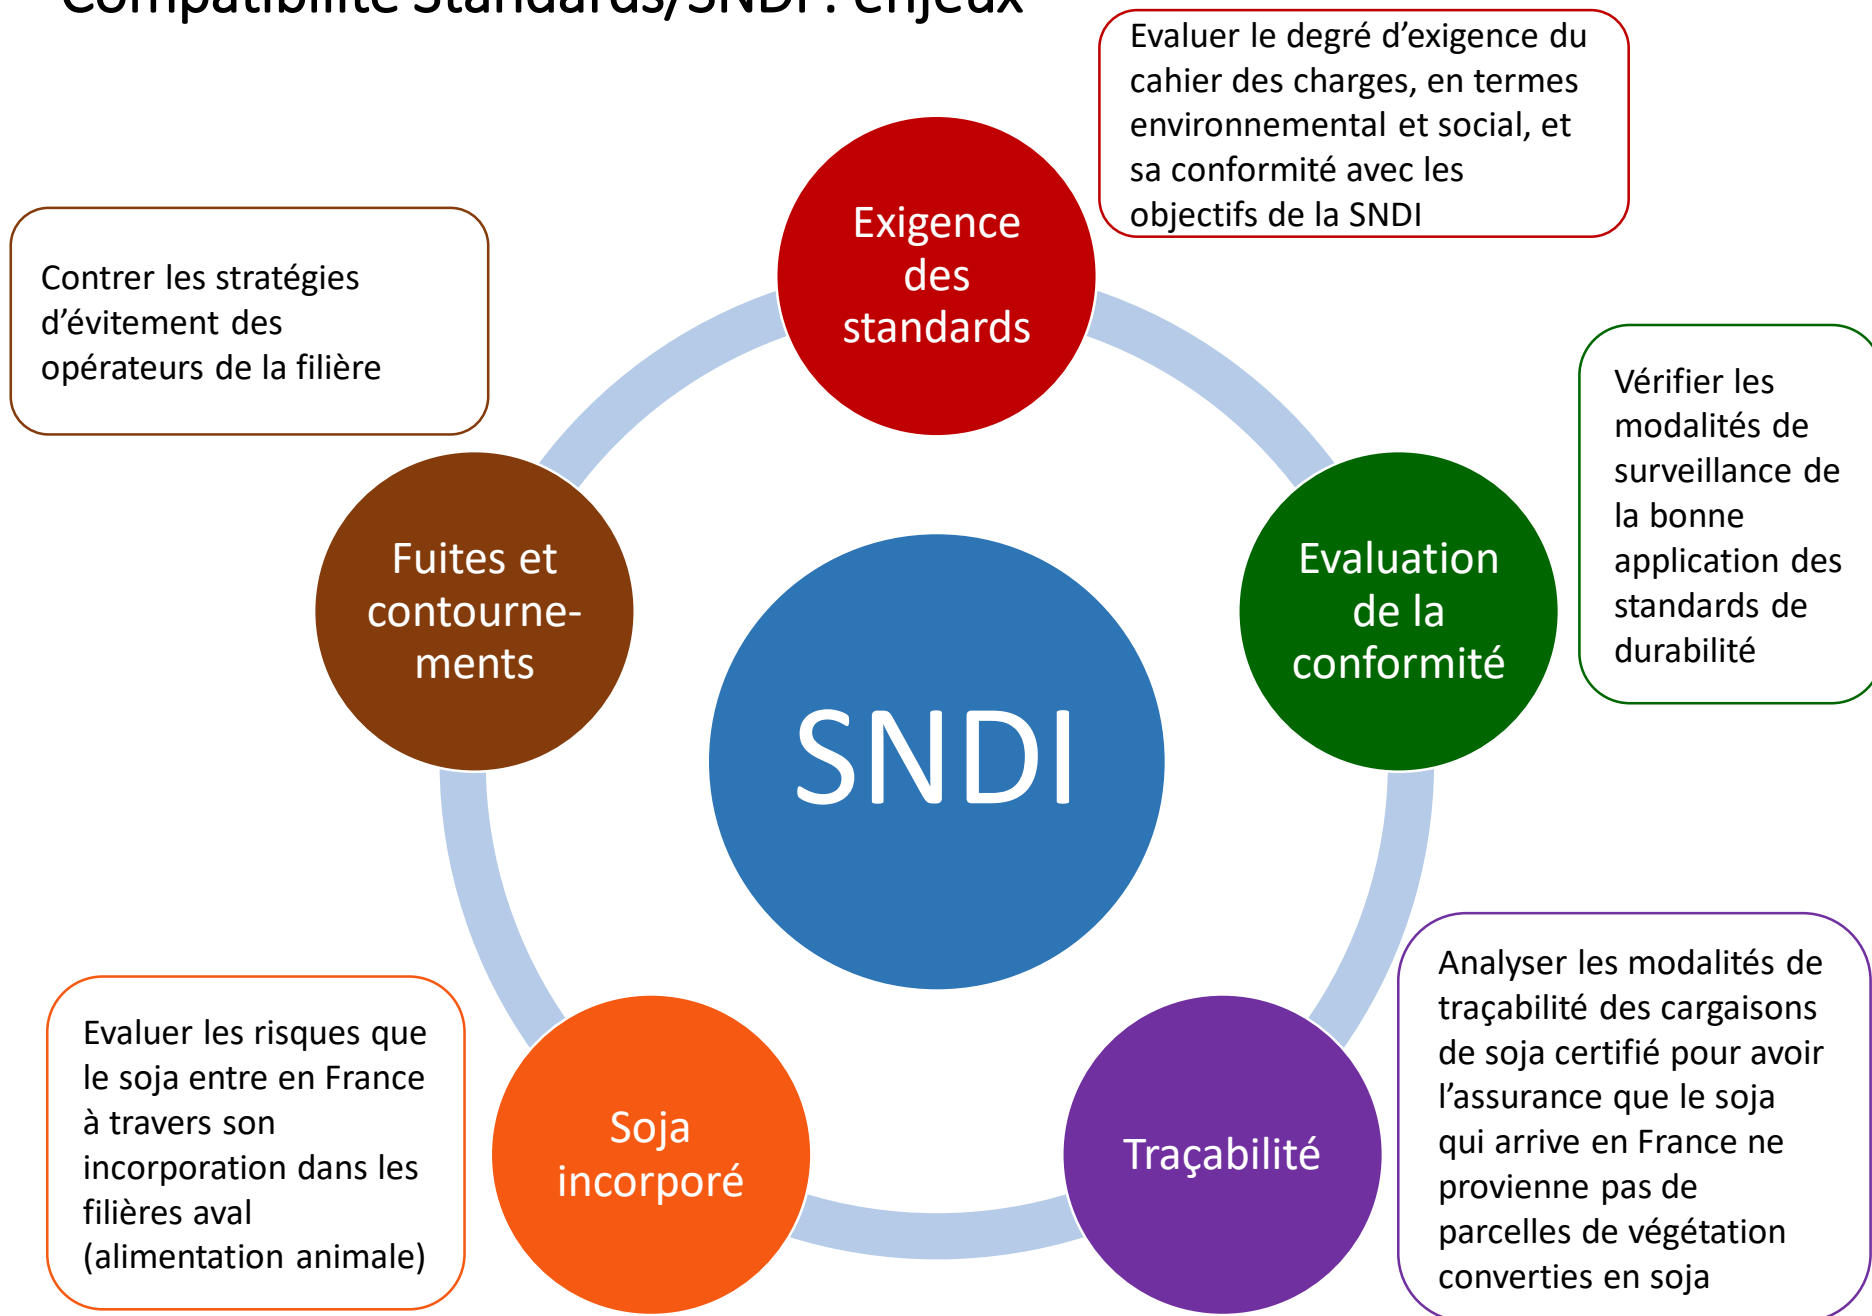 Compatibilité Standards/SNDI : enjeux
Evaluer le degré d’exigence du
cahier des charges, en termes
environnemental et social, et
sa conformité avec les
objectifs de la SNDI
Exigence
des
standards
Contrer les stratégies
d’évitement des
opérateurs de la filière
Vérifier les
modalités de
surveillance de
la bonne
application des
standards de
durabilité
Fuites et
contourne-
ments
Evaluation
de la
conformité
SNDI
Analyser les modalités de
traçabilité des cargaisons
de soja certifié pour avoir
l’assurance que le soja
qui arrive en France ne
provienne pas de
parcelles de végétation
converties en soja
Evaluer les risques que
le soja entre en France
à travers son
incorporation dans les
filières aval
(alimentation animale)
Soja
incorporé
Traçabilité